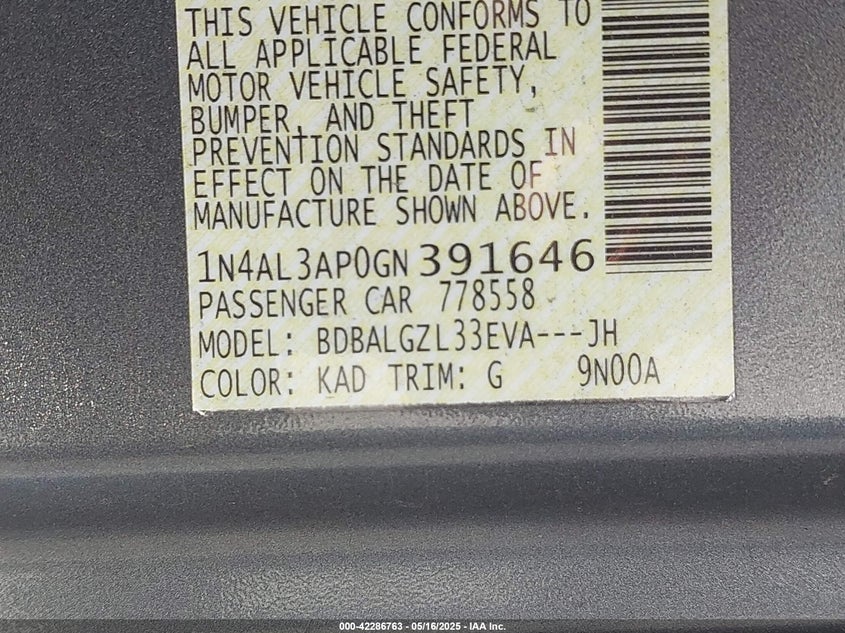 THIS VEHICLE CONFORMS TO
ALL APPLICABLE FEDERAL
MOTOR VEHICLE SAFETY,
BUMPER, AND THEFT
PREVENTION STANDARDS IN
EFFECT ON THE DATE OF
MANUFACTURE SHOWN ABOVE.
1N4AL3AP0GN391646
PASSENGER CAR 778558
MODEL: BDBALGZL33EVA---JH
COLOR: KAD TRIM: G 9N00A
000-42286763 - 05/16/2025 - IAA Inc.